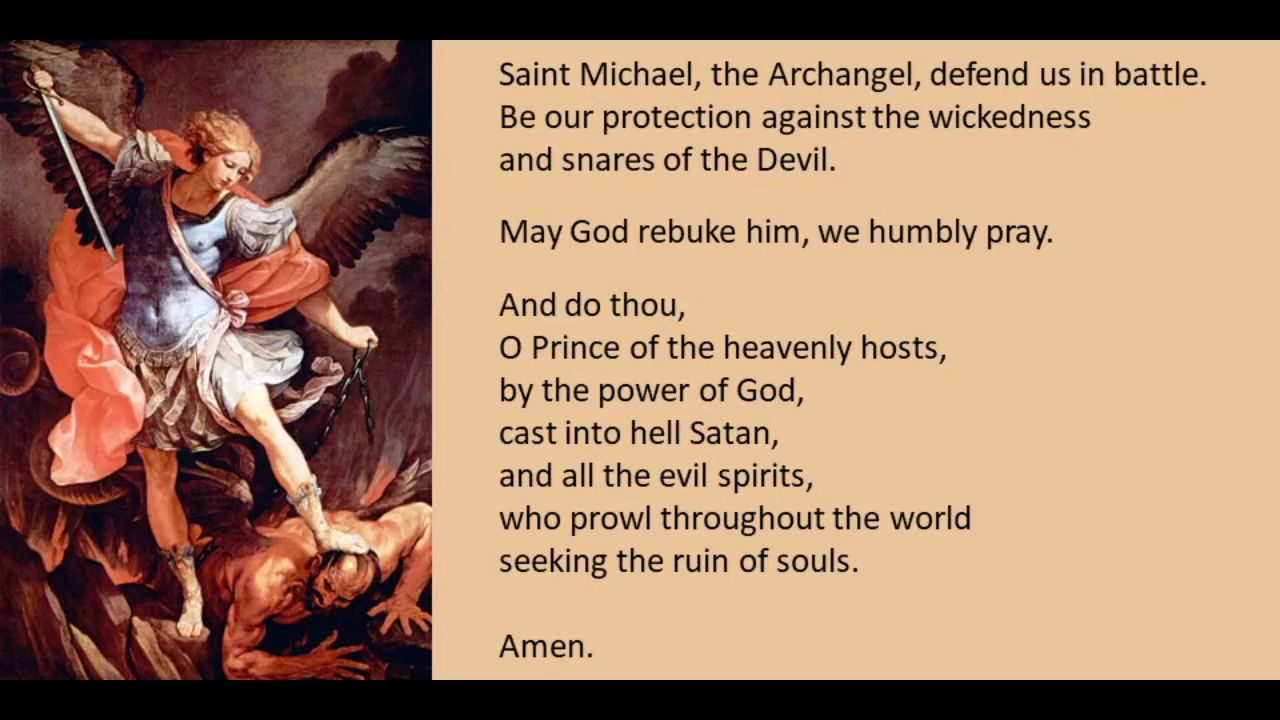 Saint Michael, the Archangel, defend us in battle.
Be our protection against the wickedness
and snares of the Devil.
May God rebuke him, we humbly pray.
And do thou,
O Prince of the heavenly hosts,
by the power of God,
cast into hell Satan,
and all the evil spirits,
who prowl throughout the world
seeking the ruin of souls.
Amen.